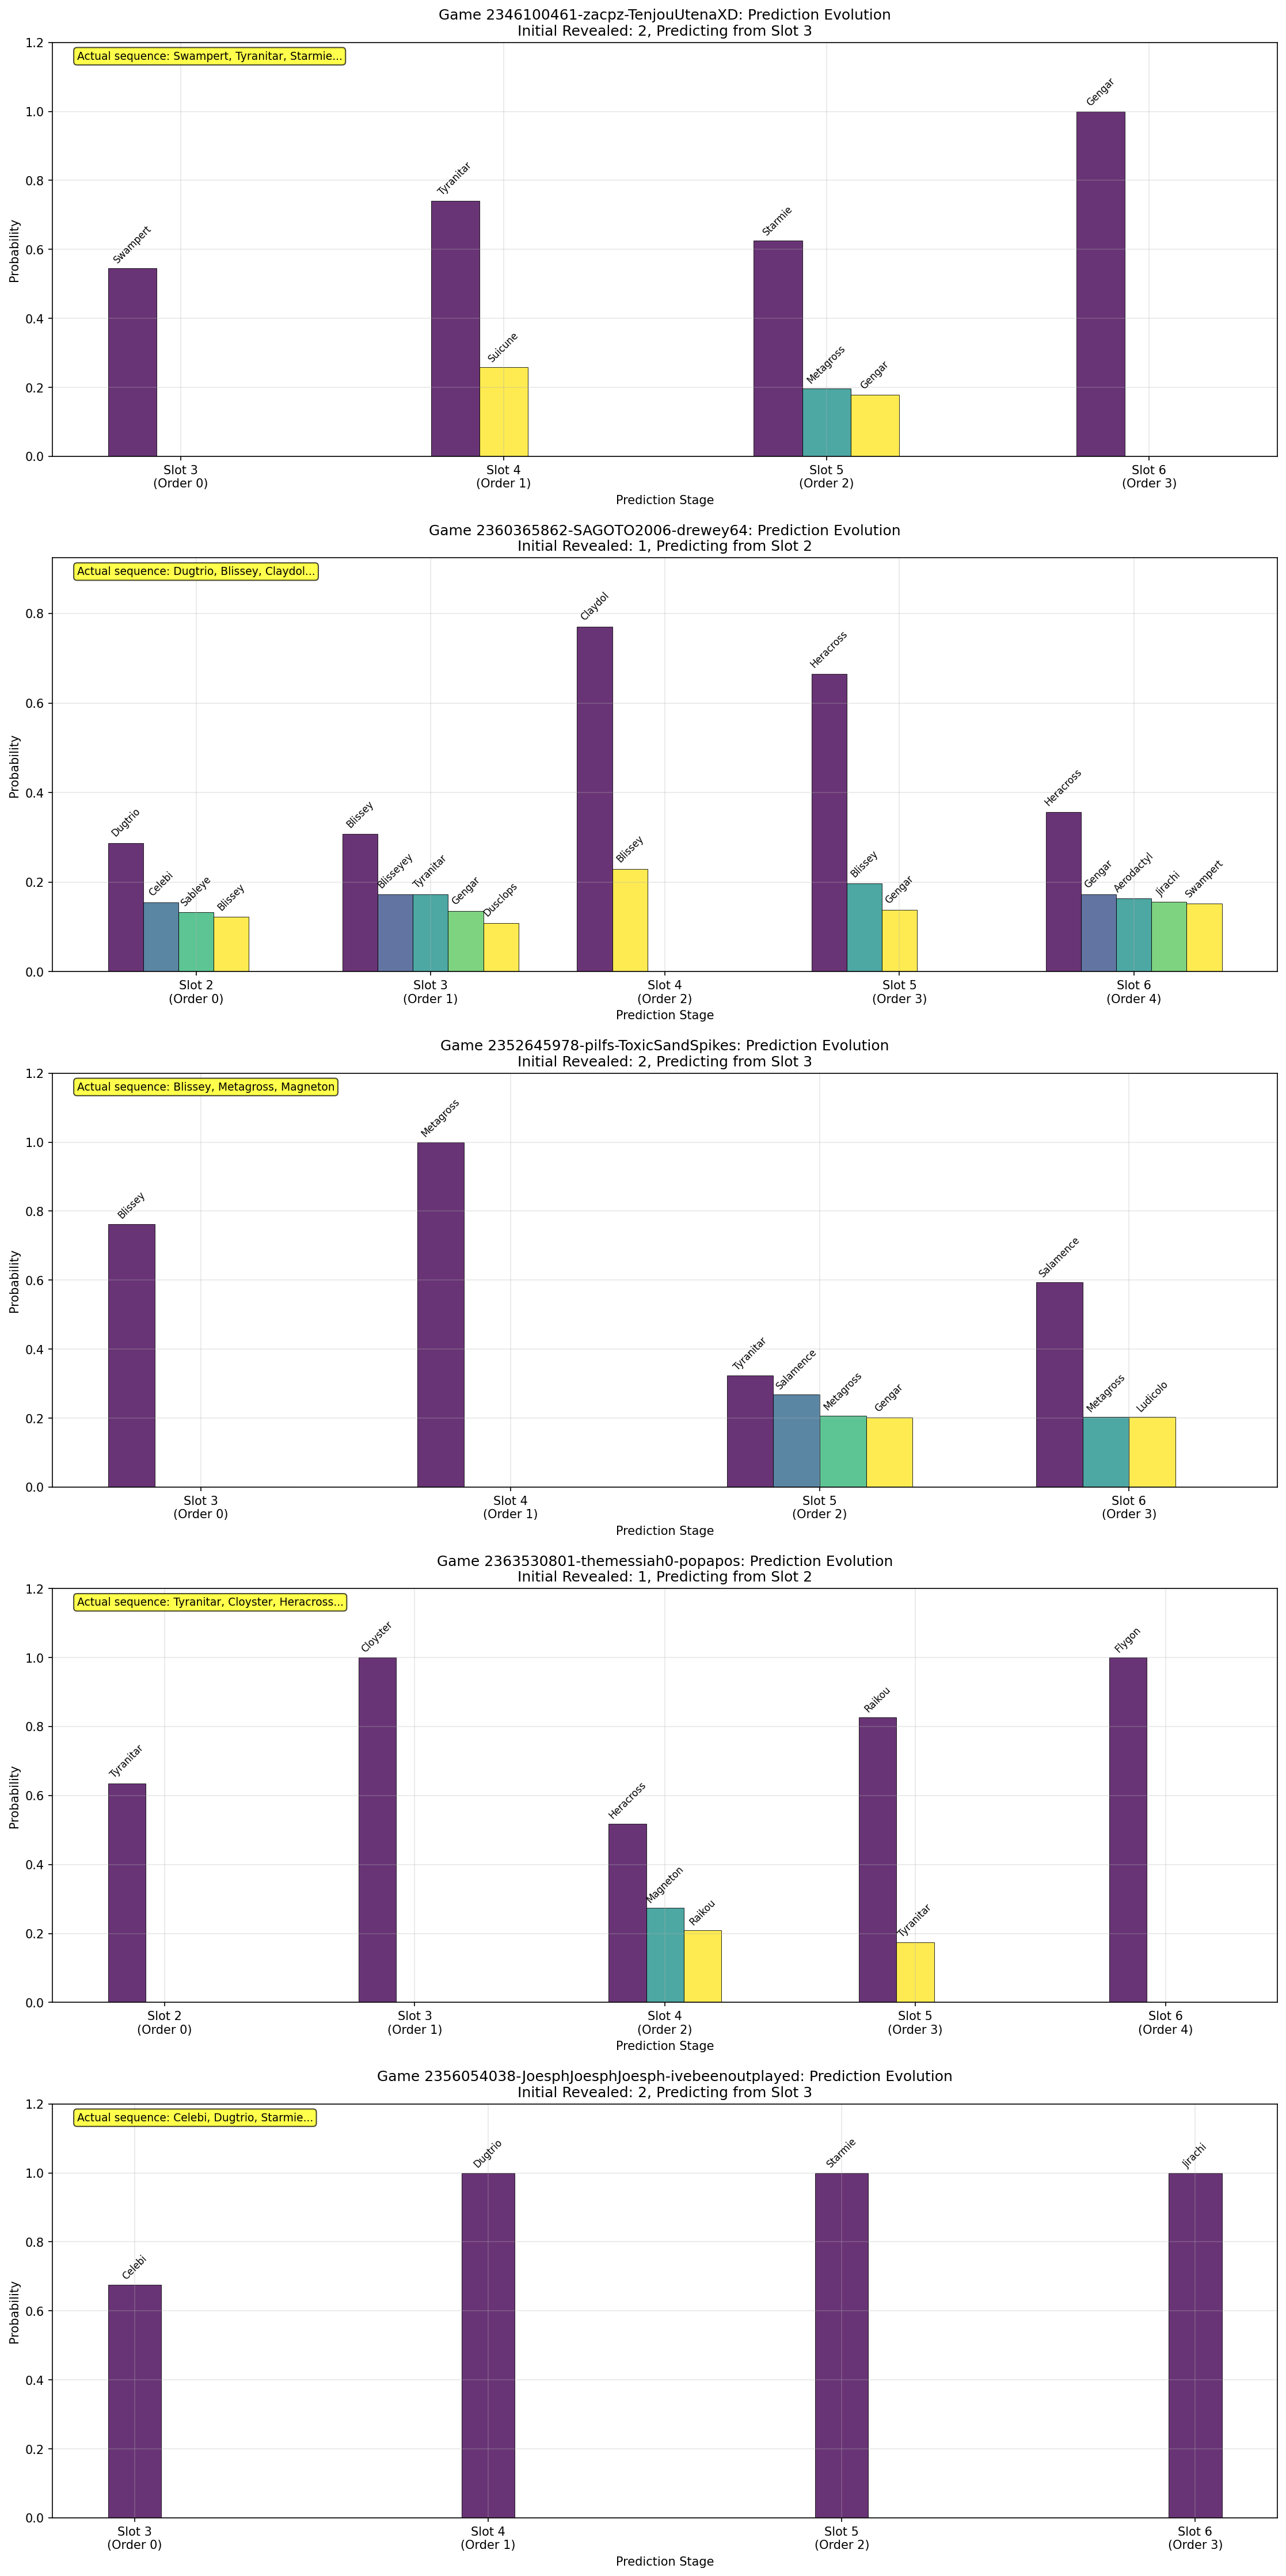 Game 2346100461-zacpz-TenjouUtenaXD: Prediction Evolution
Initial Revealed: 2, Predicting from Slot 3
Actual sequence: Swampert, Tyranitar, Starmie...
Probability
1.2
1.0
0.8
0.6
0.4
0.2
0.0
Swampert
Tyranitar
Suicune
Starmie
Metagross
Gengar
Gengar
Slot 3
(Order 0)
Slot 4
(Order 1)
Slot 5
(Order 2)
Slot 6
(Order 3)
Prediction Stage
Game 2360365862-SAGOTO2006-drewey64: Prediction Evolution
Initial Revealed: 1, Predicting from Slot 2
Actual sequence: Dugtrio, Blissey, Claydol...
Probability
0.8
0.6
0.4
0.2
0.0
Dugtrio
Celebi
Sableye
Blissey
Blissey
Blisseyey
Tyranitar
Gengar
Dusclops
Claydol
Blissey
Heracross
Blissey
Gengar
Heracross
Gengar
Aerodactyl
Jirachi
Swampert
Slot 2
(Order 0)
Slot 3
(Order 1)
Slot 4
(Order 2)
Slot 5
(Order 3)
Slot 6
(Order 4)
Prediction Stage
Game 2352645978-pilfs-ToxicSandSpikes: Prediction Evolution
Initial Revealed: 2, Predicting from Slot 3
Actual sequence: Blissey, Metagross, Magneton
Probability
1.2
1.0
0.8
0.6
0.4
0.2
0.0
Blissey
Metagross
Tyranitar
Salamence
Metagross
Gengar
Salamence
Metagross
Ludicolo
Slot 3
(Order 0)
Slot 4
(Order 1)
Slot 5
(Order 2)
Slot 6
(Order 3)
Prediction Stage
Game 2363530801-themessiah0-popapos: Prediction Evolution
Initial Revealed: 1, Predicting from Slot 2
Actual sequence: Tyranitar, Cloyster, Heracross...
Probability
1.2
1.0
0.8
0.6
0.4
0.2
0.0
Tyranitar
Cloyster
Heracross
Magneton
Raikou
Raikou
Tyranitar
Flygon
Slot 2
(Order 0)
Slot 3
(Order 1)
Slot 4
(Order 2)
Slot 5
(Order 3)
Slot 6
(Order 4)
Prediction Stage
Game 2356054038-JoesphJoesphJoesph-ivebeenoutplayed: Prediction Evolution
Initial Revealed: 2, Predicting from Slot 3
Actual sequence: Celebi, Dugtrio, Starmie...
Probability
1.2
1.0
0.8
0.6
0.4
0.2
0.0
Celebi
Dugtrio
Starmie
Jirachi
Slot 3
(Order 0)
Slot 4
(Order 1)
Slot 5
(Order 2)
Slot 6
(Order 3)
Prediction Stage